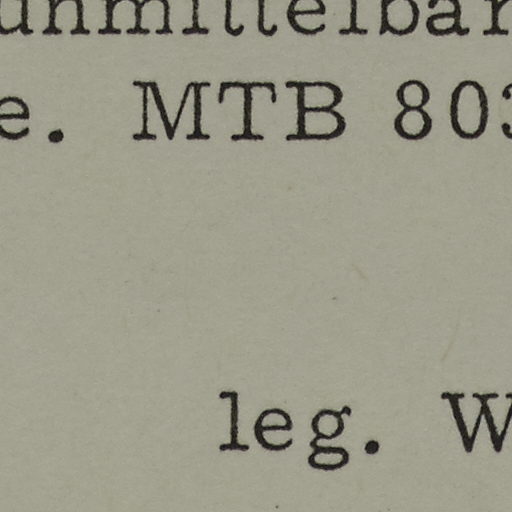 unmittelbar
e. MTB 803
leg. W